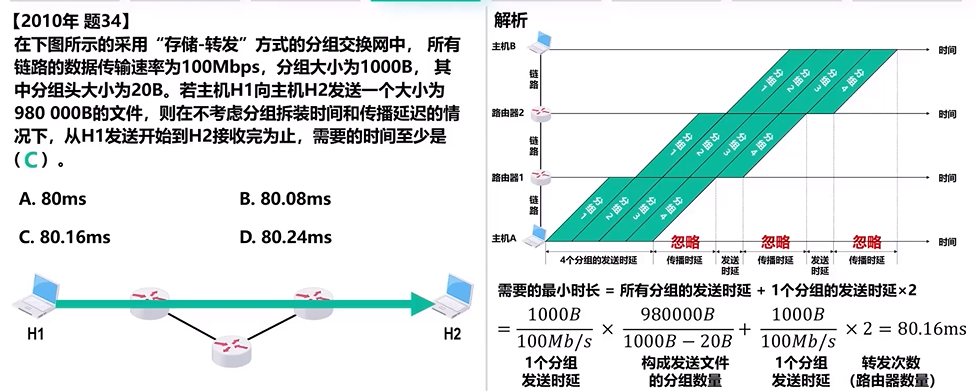 【2010年 题34】
在下图所示的采用“存储-转发”方式的分组交换网中，所有
链路的数据传输速率为100Mbps，分组大小为1000B，其
中分组头大小为20B。若主机H1向主机H2发送一个大小为
980 000B的文件，则在不考虑分组拆装时间和传播延迟的情
况下，从H1发送开始到H2接收完为止，需要的时间至少是
（C）。
A. 80ms
B. 80.08ms
C. 80.16ms
D. 80.24ms
H1
H2
解析
主机B
时间
链路
分组1
分组2
分组3
分组4
路由器2
时间
链路
分组1
分组2
分组3
分组4
路由器1
时间
链路
分组1
分组2
分组3
分组4
主机A
忽略
忽略
忽略
时间
4个分组的发送时延
传播时延
发送时延
传播时延
发送时延
传播时延
需要的最小时长 = 所有分组的发送时延 + 1个分组的发送时延×2
= 1000B / 100Mb/s × 980000B / 1000B − 20B + 1000B / 100Mb/s × 2 = 80.16ms
1个分组
发送时延
构成发送文件
的分组数量
1个分组
发送时延
转发次数
（路由器数量）